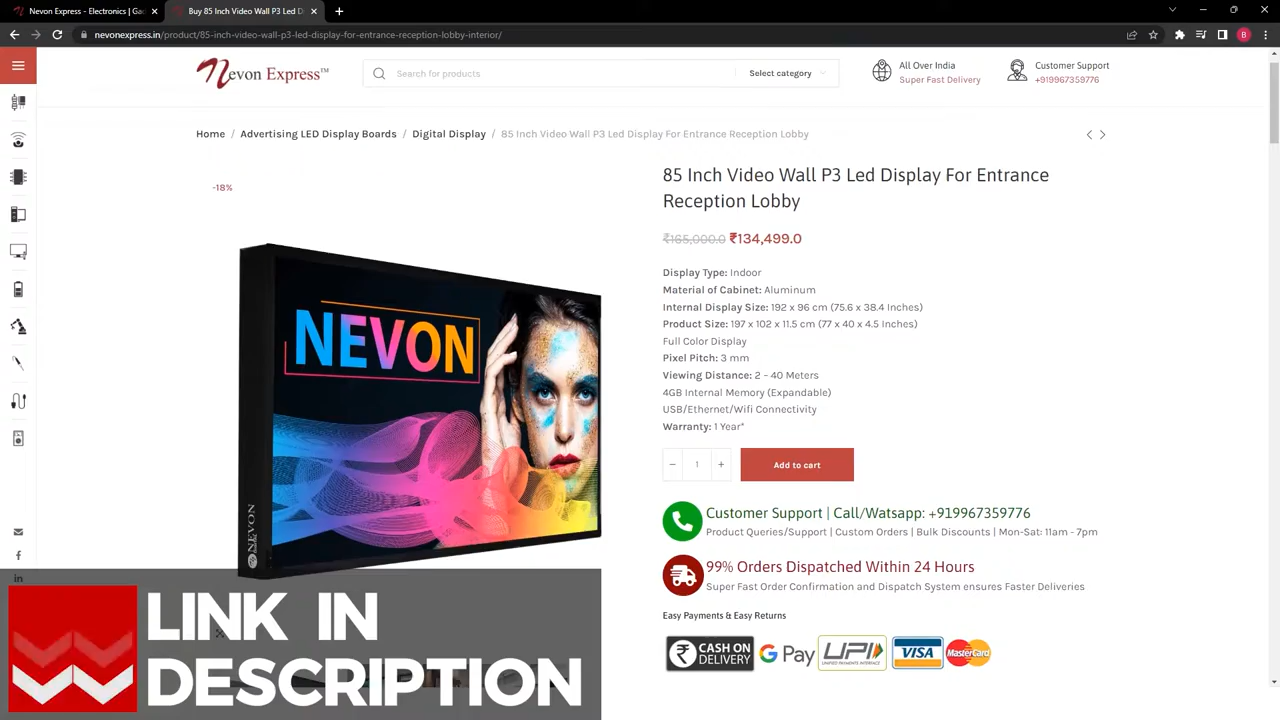 Nevon Express - Electronics | Gad
Buy 85 Inch Video Wall P3 Led D
nevonexpress.in/product/85-inch-video-wall-p3-led-display-for-entrance-reception-lobby-interior/
B
Nevon Express™
Search for products
Select category
All Over India
Super Fast Delivery
Customer Support
+919967359776
Home / Advertising LED Display Boards / Digital Display / 85 Inch Video Wall P3 Led Display For Entrance Reception Lobby
-18%
85 Inch Video Wall P3 Led Display For Entrance
Reception Lobby
₹165,000.0 ₹134,499.0
Display Type: Indoor
Material of Cabinet: Aluminum
Internal Display Size: 192 x 96 cm (75.6 x 38.4 Inches)
Product Size: 197 x 102 x 11.5 cm (77 x 40 x 4.5 Inches)
Full Color Display
Pixel Pitch: 3 mm
Viewing Distance: 2 – 40 Meters
4GB Internal Memory (Expandable)
USB/Ethernet/Wifi Connectivity
Warranty: 1 Year*
- 1 +
Add to cart
NEVON
NEVON
Customer Support | Call/Watsapp: +919967359776
Product Queries/Support | Custom Orders | Bulk Discounts | Mon-Sat: 11am - 7pm
99% Orders Dispatched Within 24 Hours
Super Fast Order Confirmation and Dispatch System ensures Faster Deliveries
Easy Payments & Easy Returns
₹ CASH ON
DELIVERY
G Pay
UPI
UNIFIED PAYMENTS INTERFACE
VISA
MasterCard
in
LINK IN
DESCRIPTION